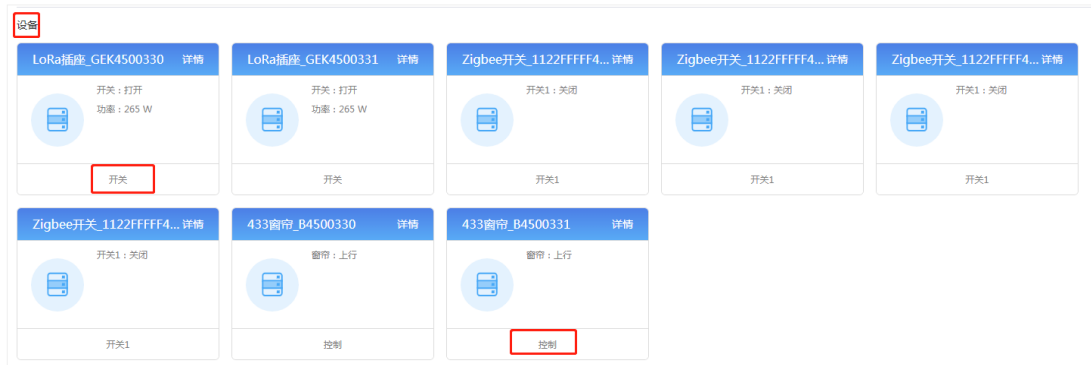 设备
LoRa插座_GEK4500330 详情
开关：打开
功率：265 W
开关
LoRa插座_GEK4500331 详情
开关：打开
功率：265 W
开关
Zigbee开关_1122FFFFF4... 详情
开关1：关闭
开关1
Zigbee开关_1122FFFFF4... 详情
开关1：关闭
开关1
Zigbee开关_1122FFFFF4... 详情
开关1：关闭
开关1
Zigbee开关_1122FFFFF4... 详情
开关1：关闭
开关1
433窗帘_B4500330 详情
窗帘：上行
控制
433窗帘_B4500331 详情
窗帘：上行
控制